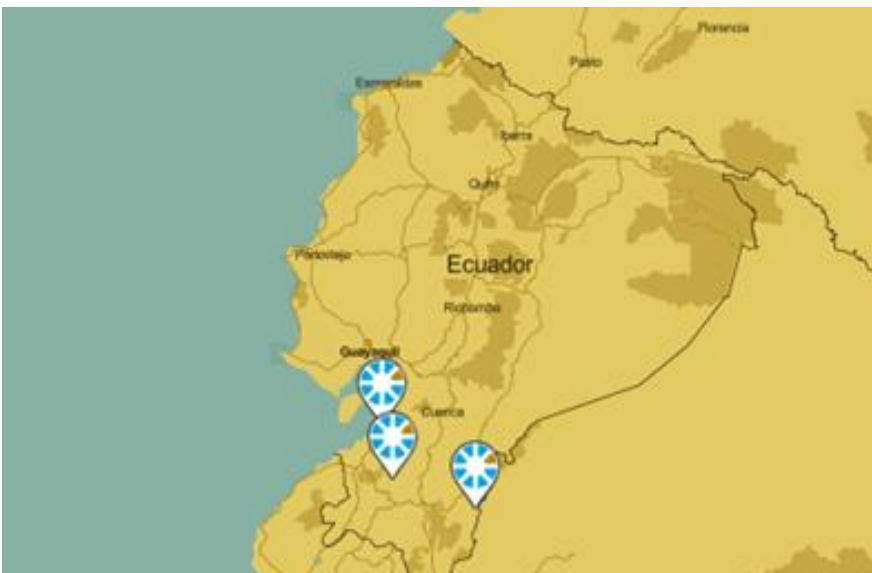 Florencia
Pasto
Esmeraldas
Ibarra
Quito
Portoviejo
Ecuador
Riobamba
Guayaquil
Cuenca